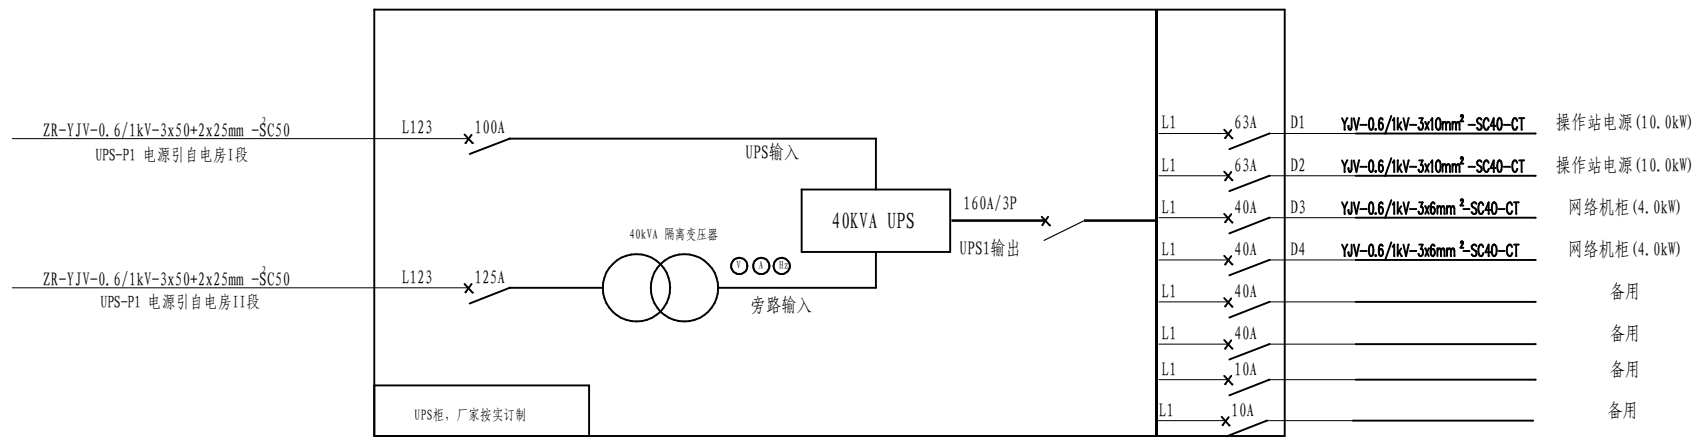 ZR-YJV-0.6/1kV-3x50+2x25mm²-SC50
UPS-P1 电源引自电房I段
L123
100A
UPS输入
40KVA UPS
160A/3P
UPS1输出
40kVA 隔离变压器
V
A
Hz
ZR-YJV-0.6/1kV-3x50+2x25mm²-SC50
UPS-P1 电源引自电房II段
L123
125A
旁路输入
UPS柜，厂家按实订制
L1 63A D1 YJV-0.6/1kV-3x10mm²-SC40-CT 操作站电源(10.0kW)
L1 63A D2 YJV-0.6/1kV-3x10mm²-SC40-CT 操作站电源(10.0kW)
L1 40A D3 YJV-0.6/1kV-3x6mm²-SC40-CT 网络机柜(4.0kW)
L1 40A D4 YJV-0.6/1kV-3x6mm²-SC40-CT 网络机柜(4.0kW)
L1 40A 备用
L1 40A 备用
L1 10A 备用
L1 10A 备用